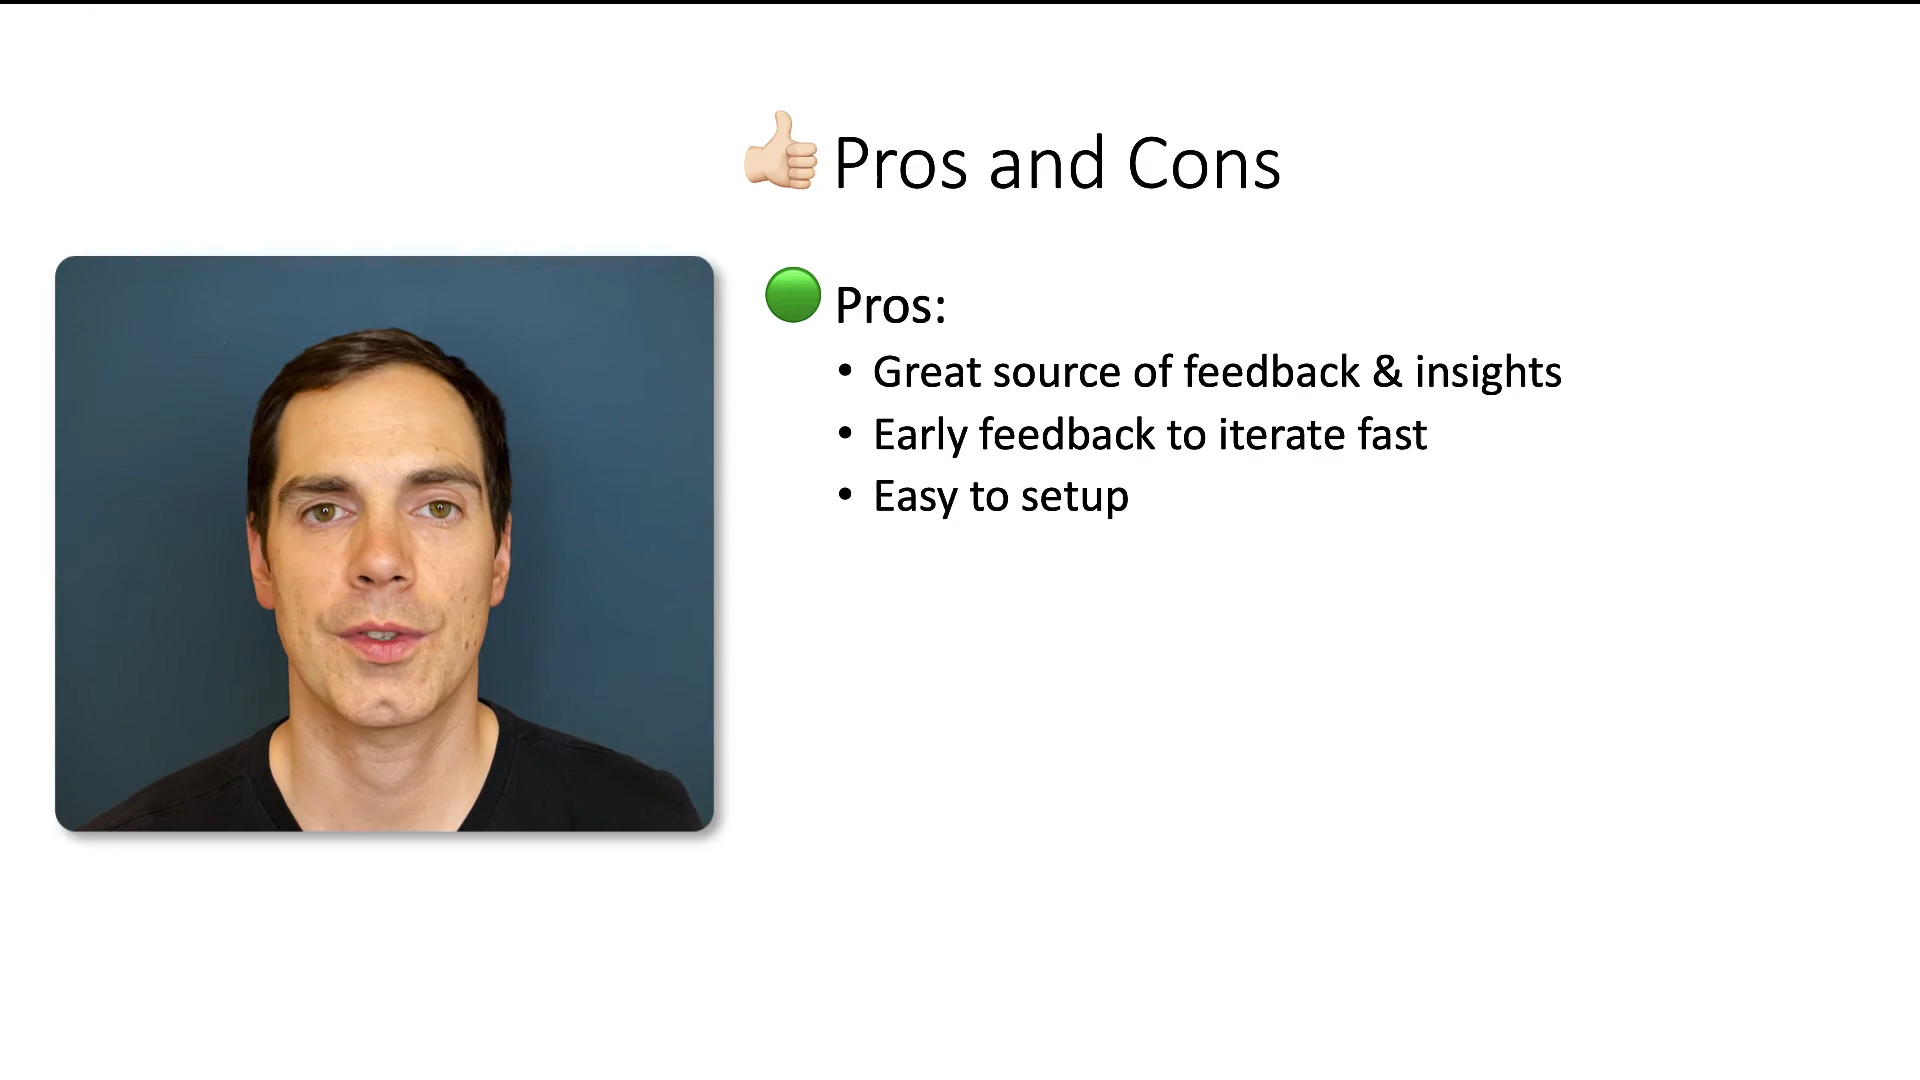 Pros and Cons
Pros:
• Great source of feedback & insights
• Early feedback to iterate fast
• Easy to setup